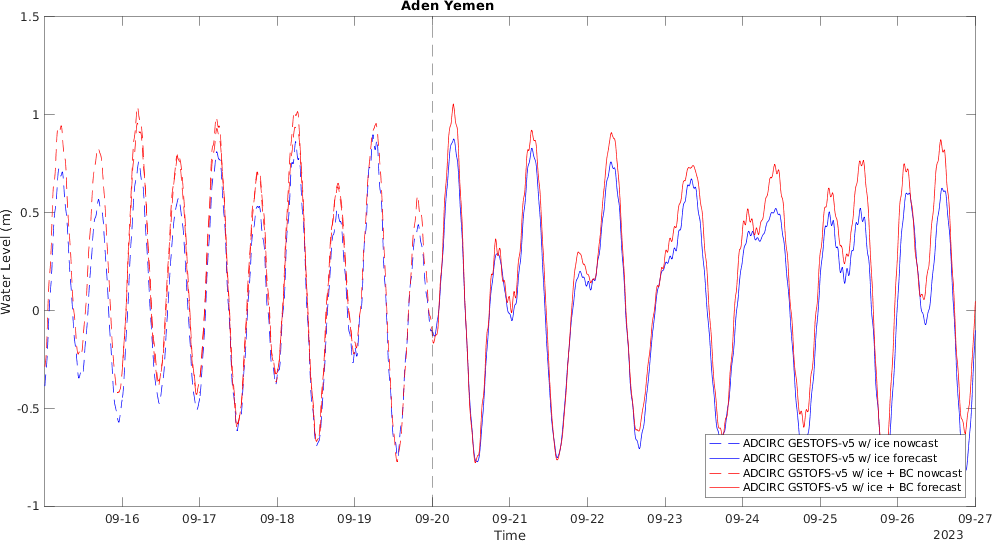 Aden Yemen
1.5
1
0.5
0
-0.5
-1
Water Level (m)
09-16 09-17 09-18 09-19 09-20 09-21 09-22 09-23 09-24 09-25 09-26 09-27
Time
2023
ADCIRC GESTOFS-v5 w/ ice nowcast
ADCIRC GESTOFS-v5 w/ ice forecast
ADCIRC GSTOFS-v5 w/ ice + BC nowcast
ADCIRC GSTOFS-v5 w/ ice + BC forecast